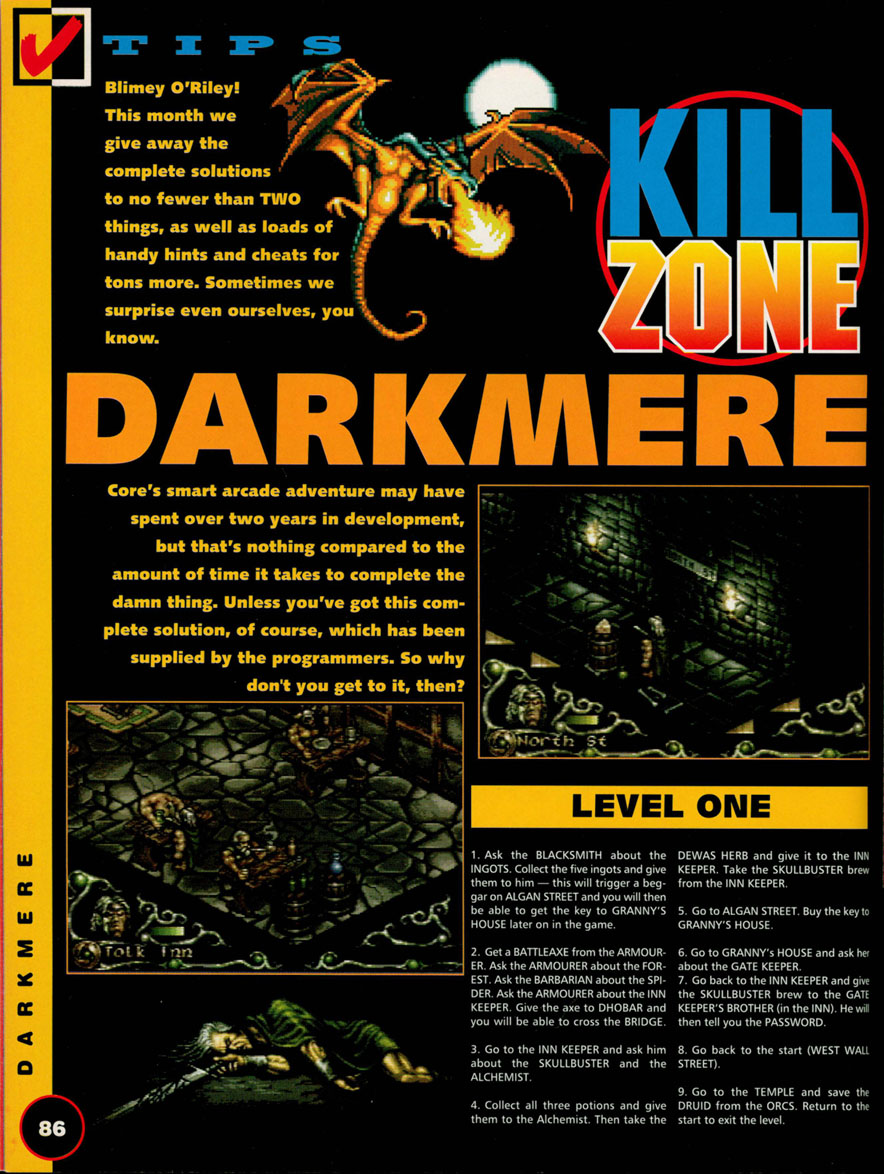 TIPS
Blimey O'Riley!
This month we
give away the
complete solutions
to no fewer than TWO
things, as well as loads of
handy hints and cheats for
tons more. Sometimes we
surprise even ourselves, you
know.
KILL
ZONE
DARKMERE
Core's smart arcade adventure may have
spent over two years in development,
but that's nothing compared to the
amount of time it takes to complete the
damn thing. Unless you've got this com-
plete solution, of course, which has been
supplied by the programmers. So why
don't you get to it, then?
North St
Tolk Inn
LEVEL ONE
1. Ask the BLACKSMITH about the
INGOTS. Collect the five ingots and give
them to him — this will trigger a beg-
gar on ALGAN STREET and you will then
be able to get the key to GRANNY'S
HOUSE later on in the game.
2. Get a BATTLEAXE from the ARMOUR-
ER. Ask the ARMOURER about the FOR-
EST. Ask the BARBARIAN about the SPI-
DER. Ask the ARMOURER about the INN
KEEPER. Give the axe to DHOBAR and
you will be able to cross the BRIDGE.
3. Go to the INN KEEPER and ask him
about the SKULLBUSTER and the
ALCHEMIST.
4. Collect all three potions and give
them to the Alchemist. Then take the
DEWAS HERB and give it to the INN
KEEPER. Take the SKULLBUSTER brew
from the INN KEEPER.
5. Go to ALGAN STREET. Buy the key to
GRANNY'S HOUSE.
6. Go to GRANNY's HOUSE and ask her
about the GATE KEEPER.
7. Go back to the INN KEEPER and give
the SKULLBUSTER brew to the GATE
KEEPER'S BROTHER (in the INN). He will
then tell you the PASSWORD.
8. Go back to the start (WEST WALL
STREET).
9. Go to the TEMPLE and save the
DRUID from the ORCS. Return to the
start to exit the level.
DARKMERE
86